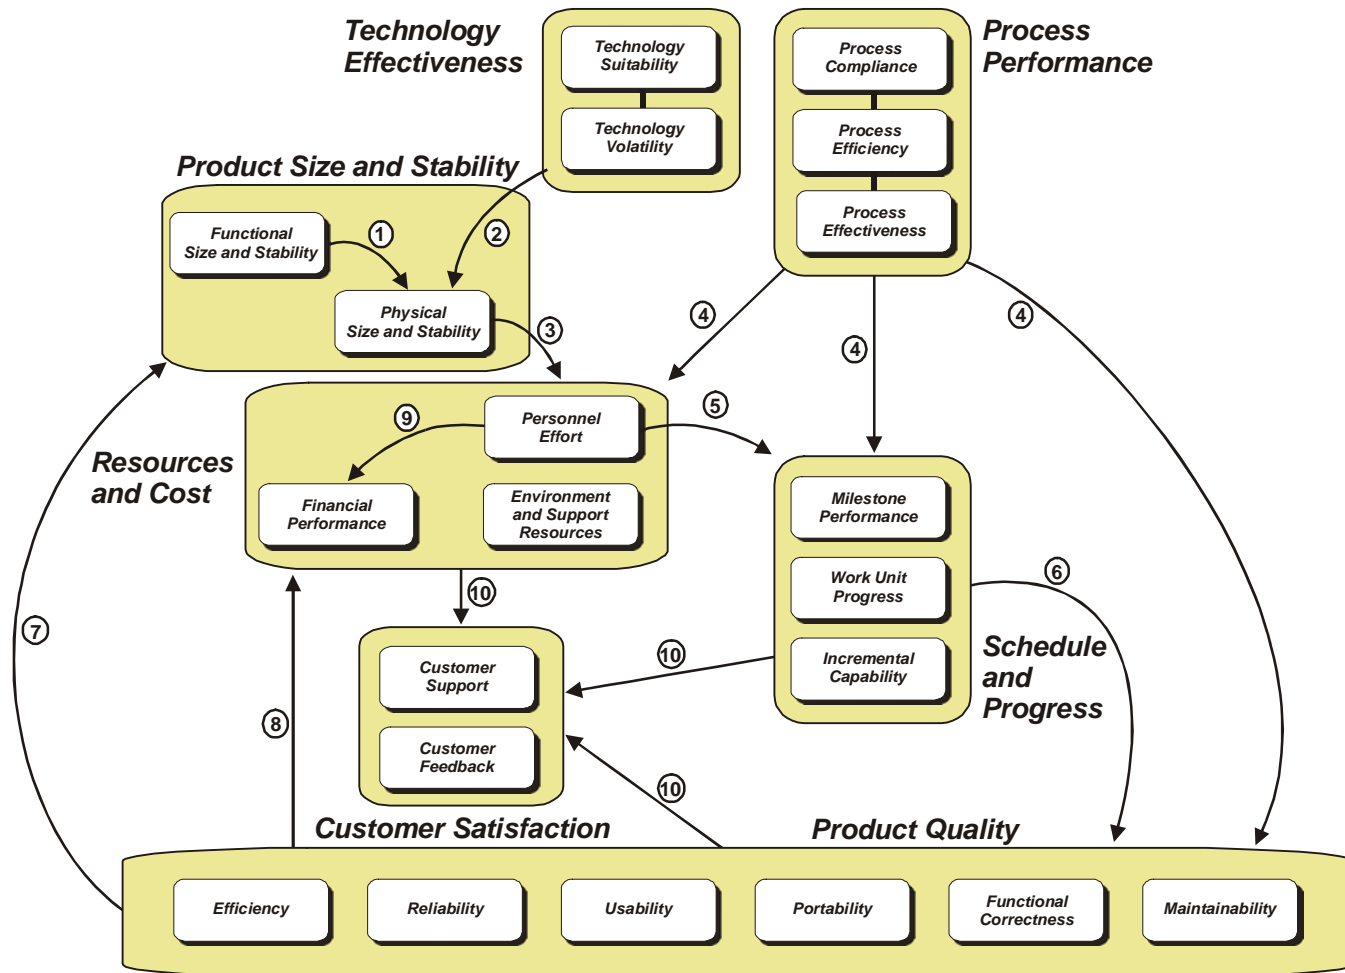 Technology
Effectiveness
Technology
Suitability
Technology
Volatility
Process
Performance
Process
Compliance
Process
Efficiency
Process
Effectiveness
Product Size and Stability
Functional
Size and Stability
1
2
Physical
Size and Stability
3
4
4
4
Resources
and Cost
Personnel
Effort
9
5
Financial
Performance
Environment
and Support
Resources
Milestone
Performance
Work Unit
Progress
Incremental
Capability
6
Schedule
and
Progress
7
8
10
10
10
Customer
Support
Customer
Feedback
Customer Satisfaction
Product Quality
Efficiency
Reliability
Usability
Portability
Functional
Correctness
Maintainability